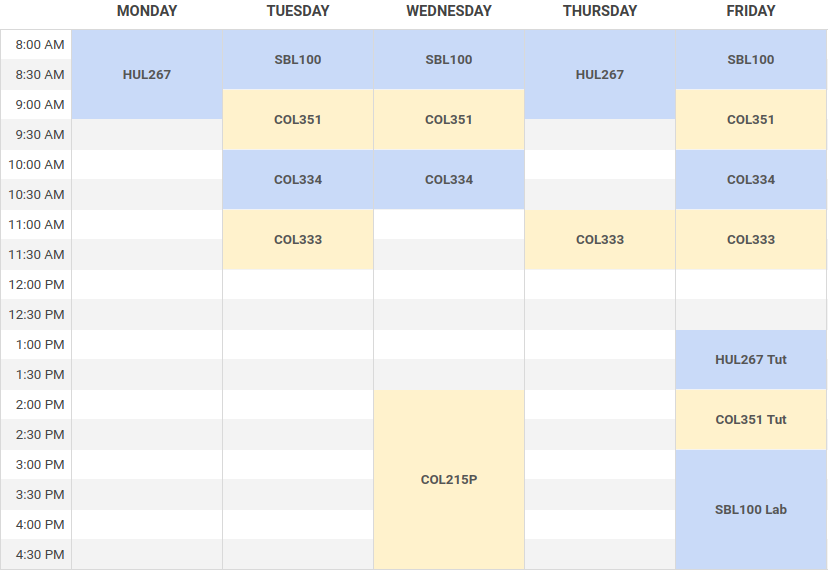 MONDAY TUESDAY WEDNESDAY THURSDAY FRIDAY
8:00 AM SBL100 SBL100 SBL100
8:30 AM HUL267 HUL267
9:00 AM COL351 COL351 COL351
9:30 AM
10:00 AM COL334 COL334 COL334
10:30 AM
11:00 AM COL333 COL333 COL333
11:30 AM
12:00 PM
12:30 PM
1:00 PM HUL267 Tut
1:30 PM
2:00 PM COL351 Tut
2:30 PM
3:00 PM COL215P
3:30 PM SBL100 Lab
4:00 PM
4:30 PM